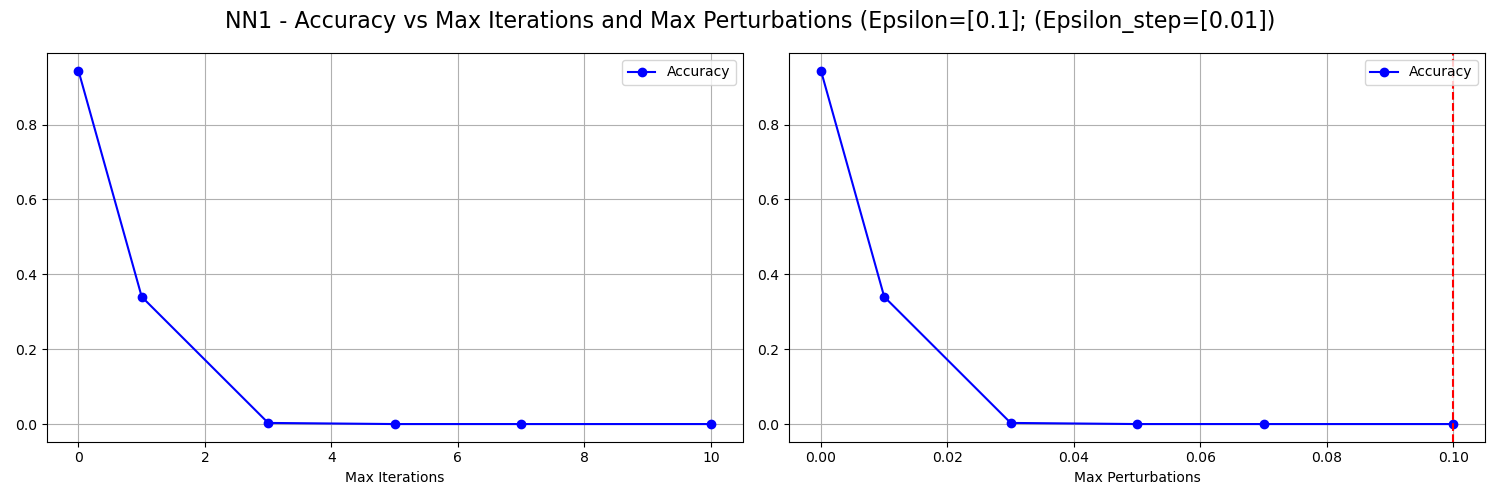 NN1 - Accuracy vs Max Iterations and Max Perturbations (Epsilon=[0.1]; (Epsilon_step=[0.01])
Accuracy
0.8
0.6
0.4
0.2
0.0
0 2 4 6 8 10
Max Iterations
Accuracy
0.8
0.6
0.4
0.2
0.0
0.00 0.02 0.04 0.06 0.08 0.10
Max Perturbations